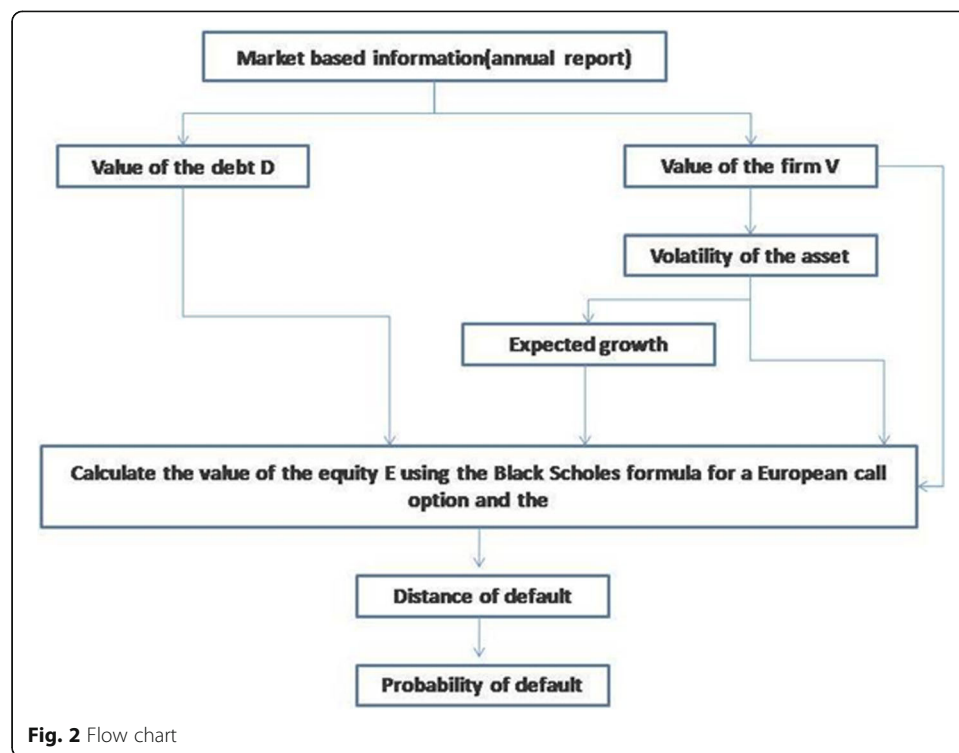 Market based information(annual report)
Value of the debt D
Value of the firm V
Volatility of the asset
Expected growth
Calculate the value of the equity E using the Black Scholes formula for a European call
option and the
Distance of default
Probability of default
Fig. 2 Flow chart